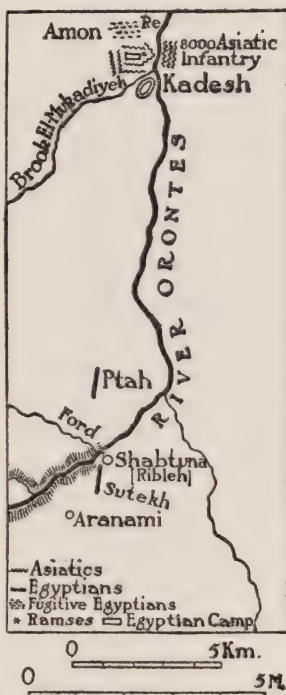 Amon Re
8000 Asiatic
Infantry
Kadesh
Brook El-Mukadiyeh
RIVER ORONTES
Ptah
Ford
Shabtuna
[Ribleh]
Sutekh
Aranami
Asiatics
Egyptians
Fugitive Egyptians
Ramses Egyptian Camp
0 5Km.
0 5M